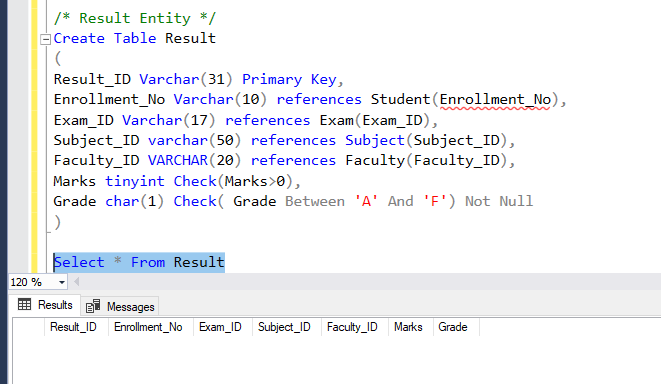 /* Result Entity */
Create Table Result
(
Result_ID Varchar(31) Primary Key,
Enrollment_No Varchar(10) references Student(Enrollment_No),
Exam_ID Varchar(17) references Exam(Exam_ID),
Subject_ID varchar(50) references Subject(Subject_ID),
Faculty_ID VARCHAR(20) references Faculty(Faculty_ID),
Marks tinyint Check(Marks>0),
Grade char(1) Check( Grade Between 'A' And 'F') Not Null
)
Select * From Result
120 %
Results Messages
Result_ID Enrollment_No Exam_ID Subject_ID Faculty_ID Marks Grade